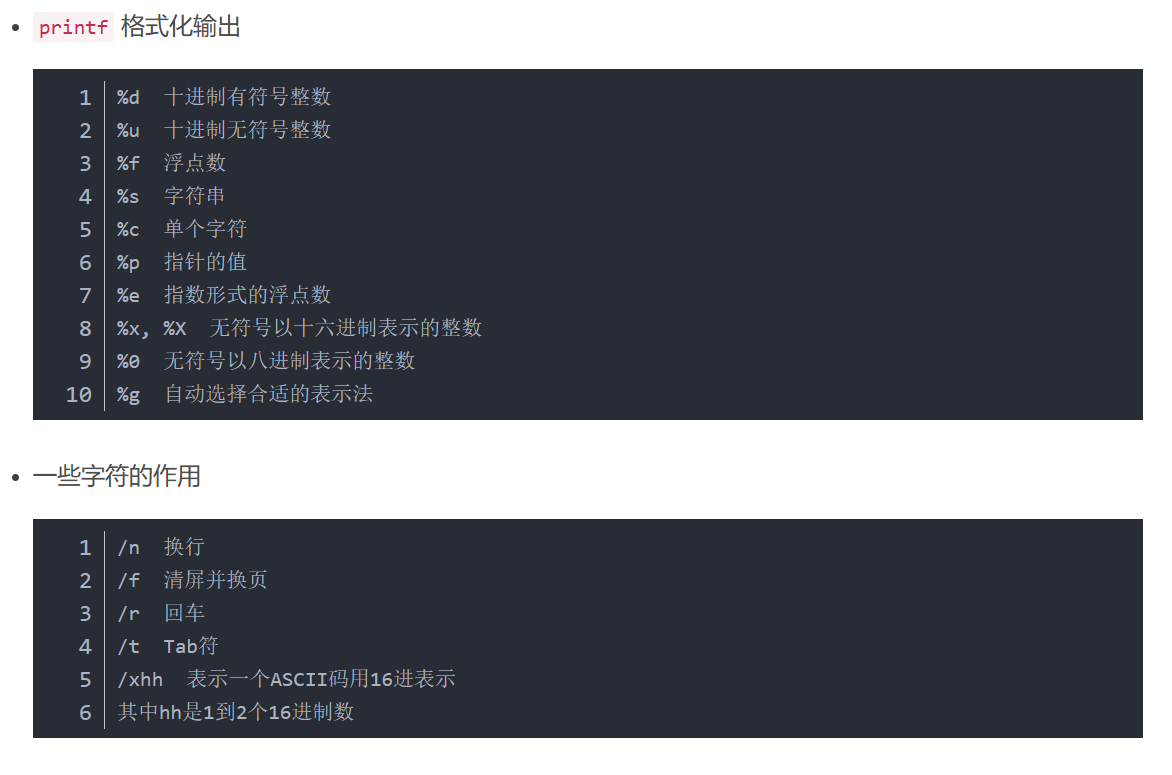 printf 格式化输出
1 %d 十进制有符号整数
2 %u 十进制无符号整数
3 %f 浮点数
4 %s 字符串
5 %c 单个字符
6 %p 指针的值
7 %e 指数形式的浮点数
8 %x, %X 无符号以十六进制表示的整数
9 %0 无符号以八进制表示的整数
10 %g 自动选择合适的表示法
一些字符的作用
1 /n 换行
2 /f 清屏并换页
3 /r 回车
4 /t Tab符
5 /xhh 表示一个ASCII码用16进表示
6 其中hh是1到2个16进制数